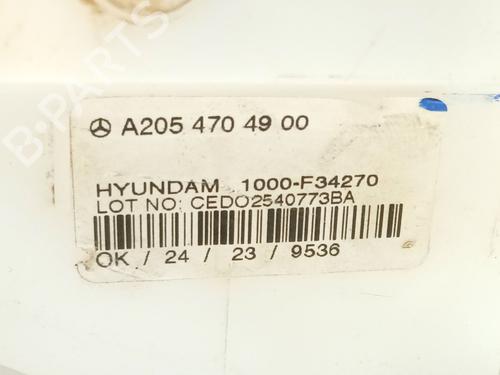 A205 470 49 00
HYUNDAM 1000-F34270
LOT NO: CEDO2540773BA
OK / 24 / 23 / 9536
B-PARTS